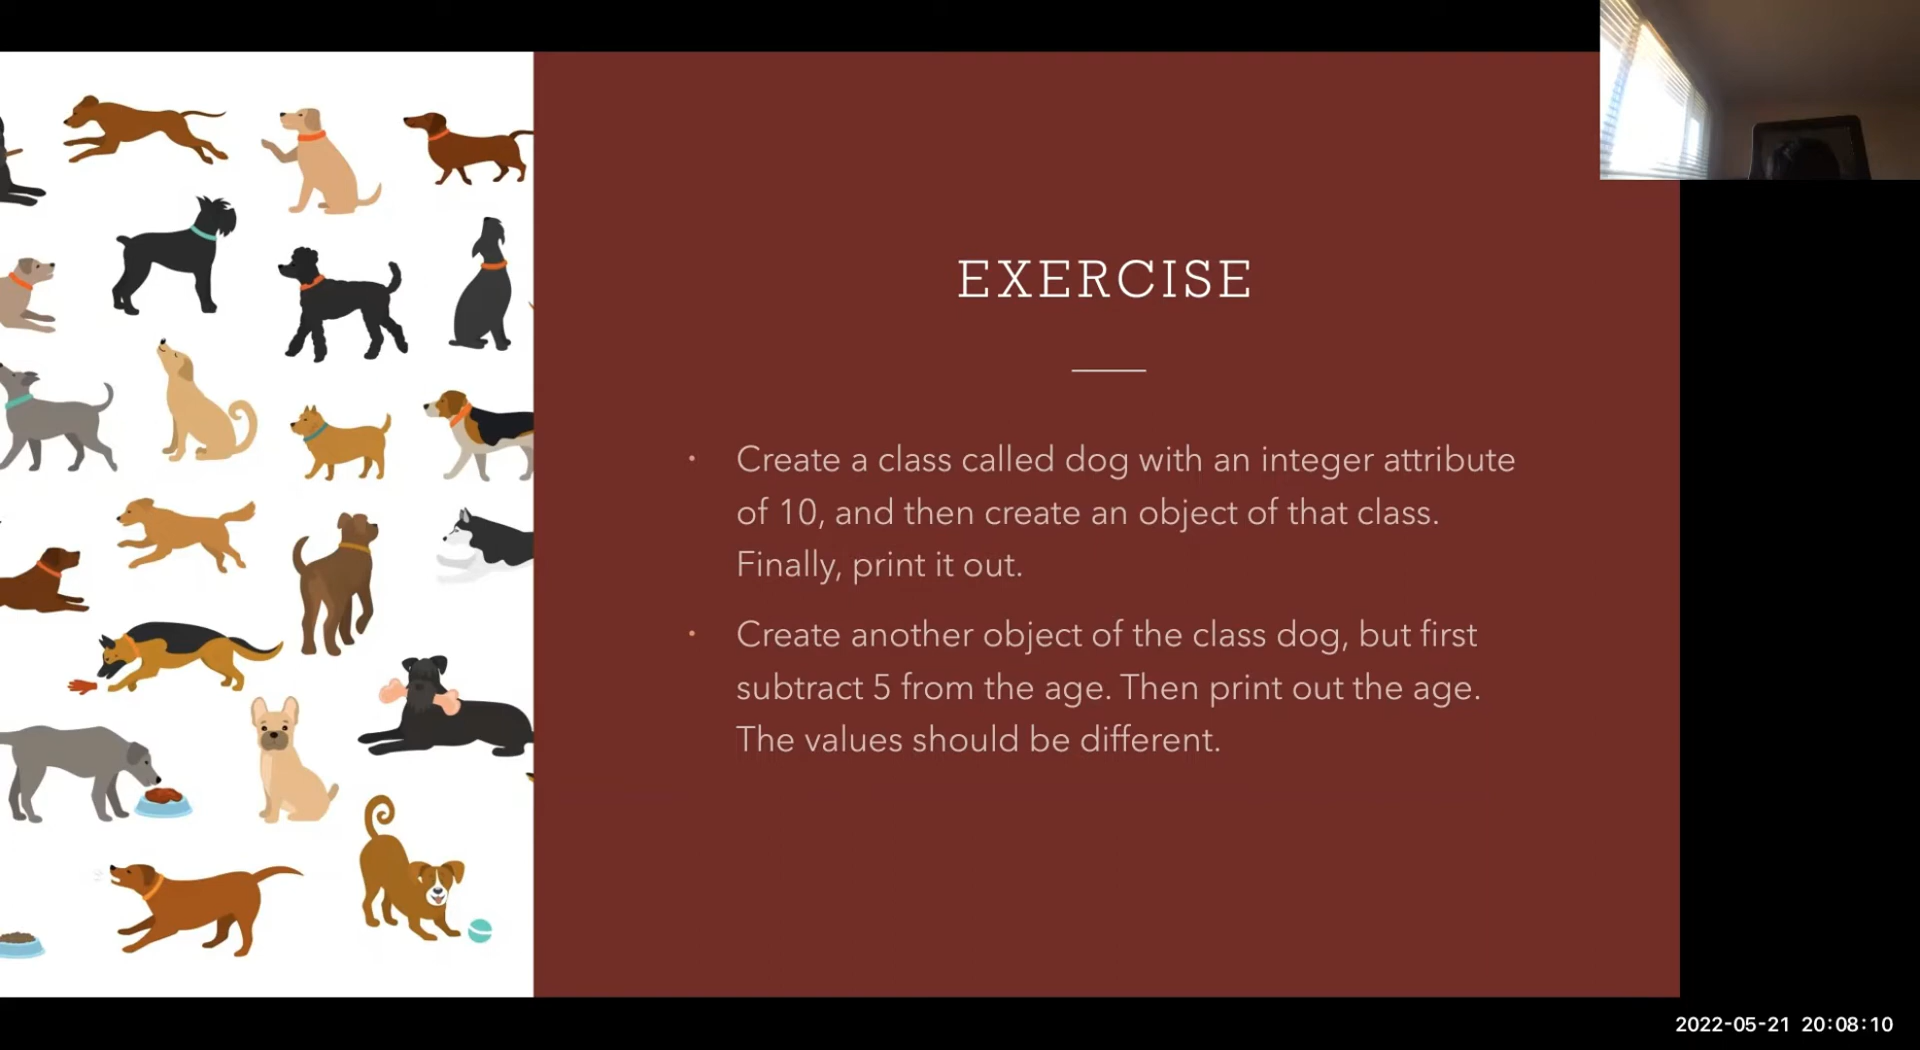 EXERCISE
• Create a class called dog with an integer attribute
of 10, and then create an object of that class.
Finally, print it out.
• Create another object of the class dog, but first
subtract 5 from the age. Then print out the age.
The values should be different.
2022-05-21 20:08:10